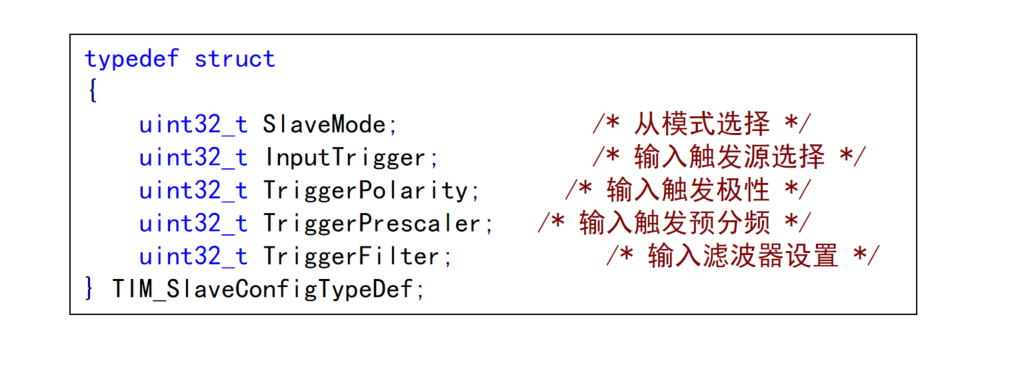 typedef struct
{
    uint32_t SlaveMode;                /* 从模式选择 */
    uint32_t InputTrigger;             /* 输入触发源选择 */
    uint32_t TriggerPolarity;        /* 输入触发极性 */
    uint32_t TriggerPrescaler;    /* 输入触发预分频 */
    uint32_t TriggerFilter;             /* 输入滤波器设置 */
} TIM_SlaveConfigTypeDef;